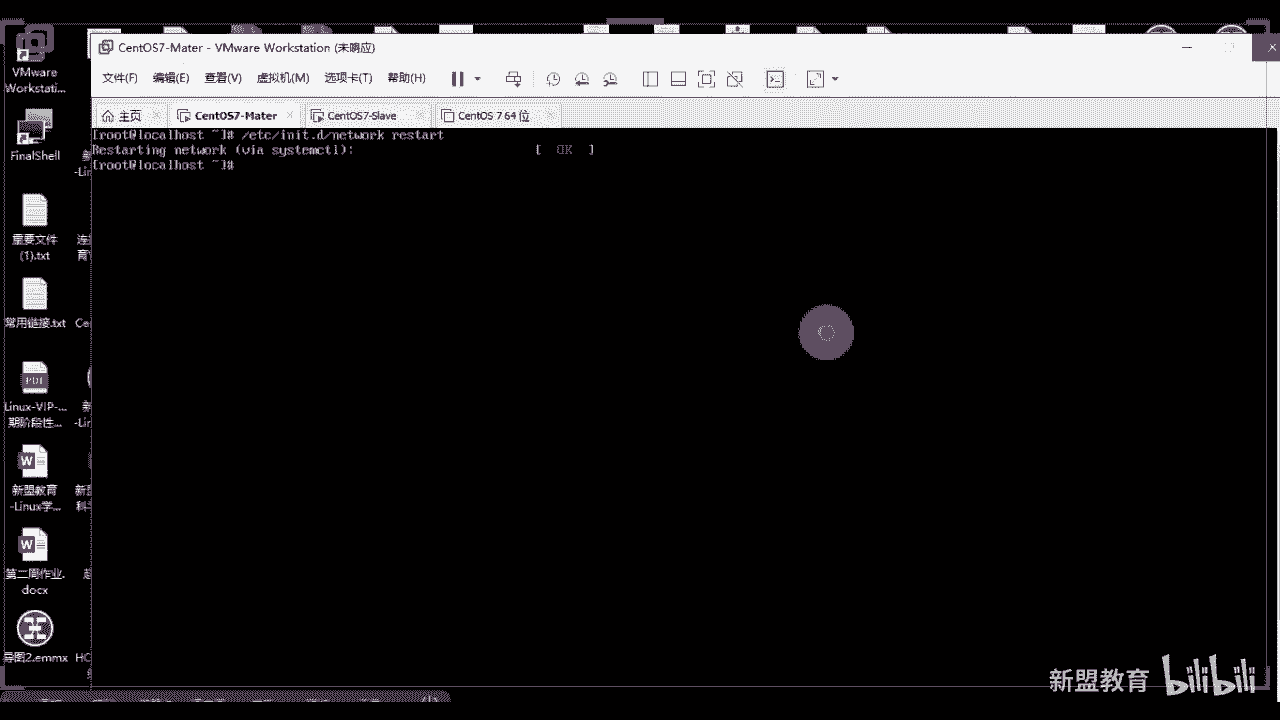 CentOS7-Mater - VMware Workstation (未响应)
文件(F) 编辑(E) 查看(V) 虚拟机(M) 选项卡(T) 帮助(H)
主页 CentOS7-Mater CentOS7-Slave CentOS 7 64 位
[root@localhost ~]# /etc/init.d/network restart
Restarting network (via systemctl): [ OK ]
[root@localhost ~]#
VMware
Workstati...
FinalShell
重要文件
(1).txt
常用链接.txt
Linux-VIP-...
期阶段性...
新盟教育
-Linux学...
第二周作业.
docx
导图2.emmx
新盟教育 bilibili